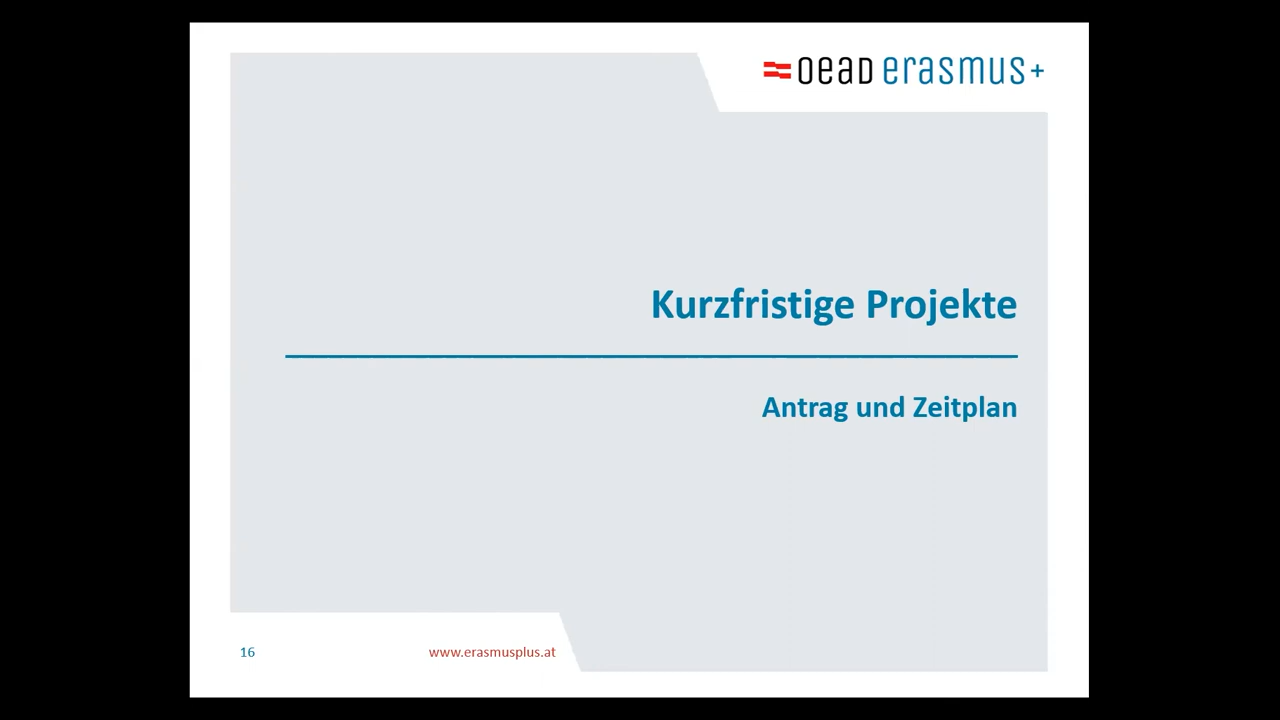 OEAD erasmus+
Kurzfristige Projekte
Antrag und Zeitplan
16
www.erasmusplus.at